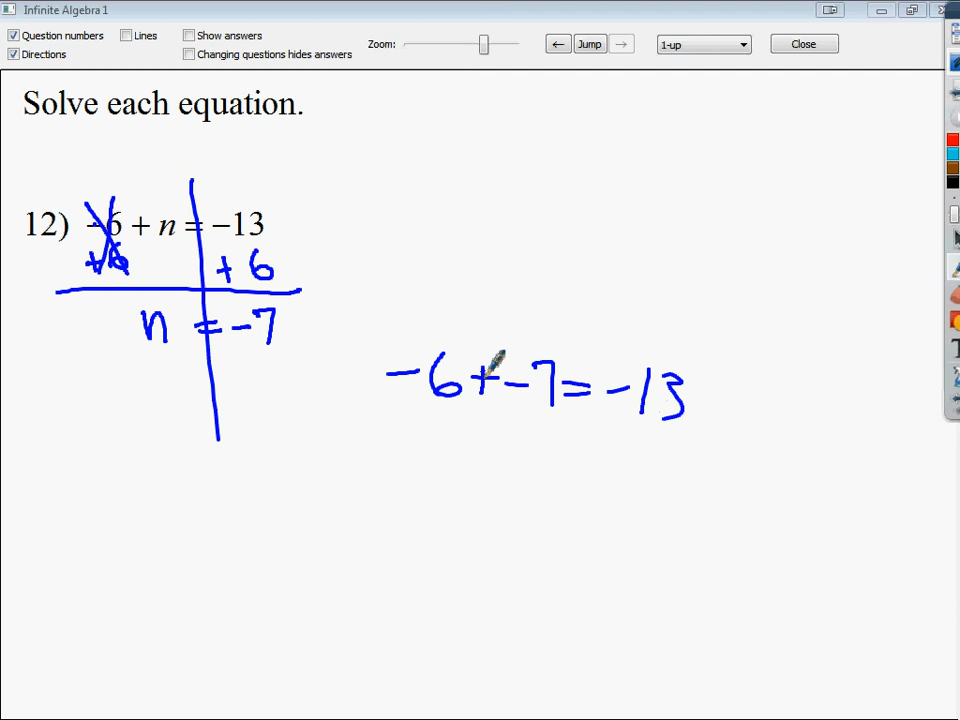 Infinite Algebra 1
Question numbers Lines Show answers
Directions Changing questions hides answers
Zoom: ← Jump → 1-up Close
Solve each equation.
12) −6 + n = −13
+6 +6
n = -7
-6+-7=-13